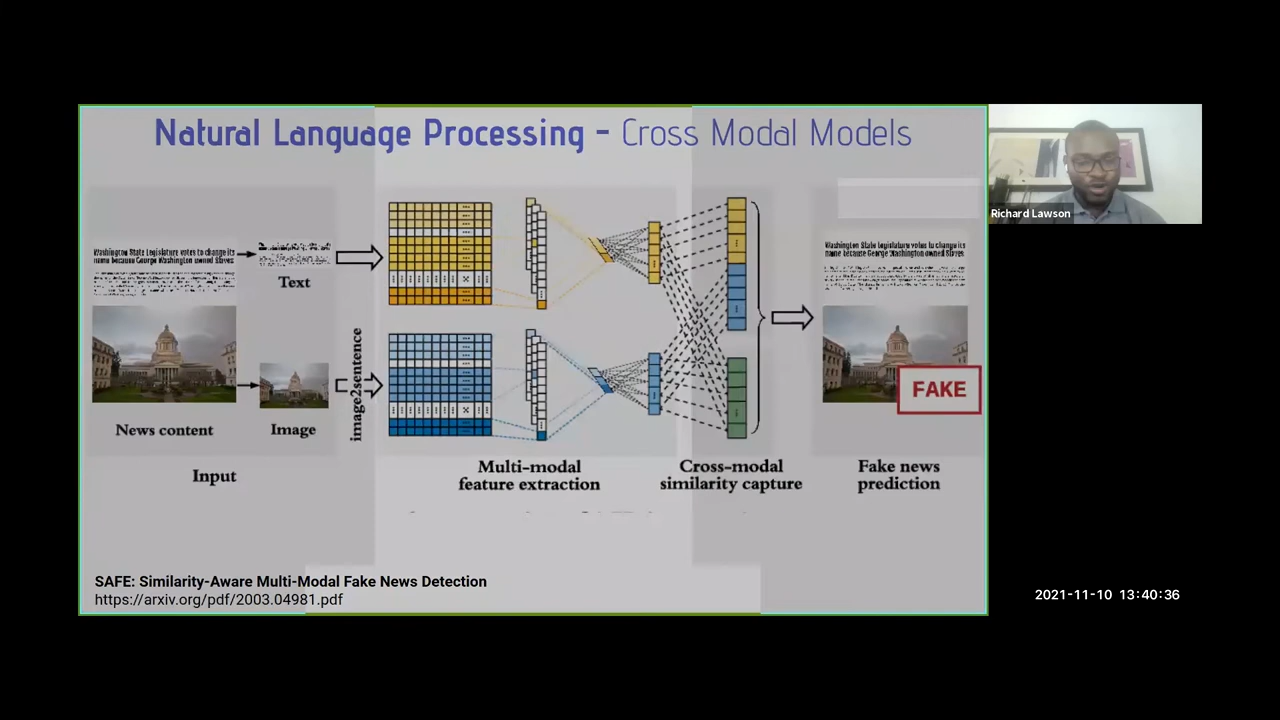 Natural Language Processing - Cross Modal Models
Richard Lawson
Washington State Legislature votes to change its
name because George Washington owned Slaves
Text
image2sentence
News content
Image
Input
Multi-modal
feature extraction
Cross-modal
similarity capture
Washington State Legislature votes to change its
name because George Washington owned Slaves
FAKE
Fake news
prediction
SAFE: Similarity-Aware Multi-Modal Fake News Detection
https://arxiv.org/pdf/2003.04981.pdf
2021-11-10 13:40:36